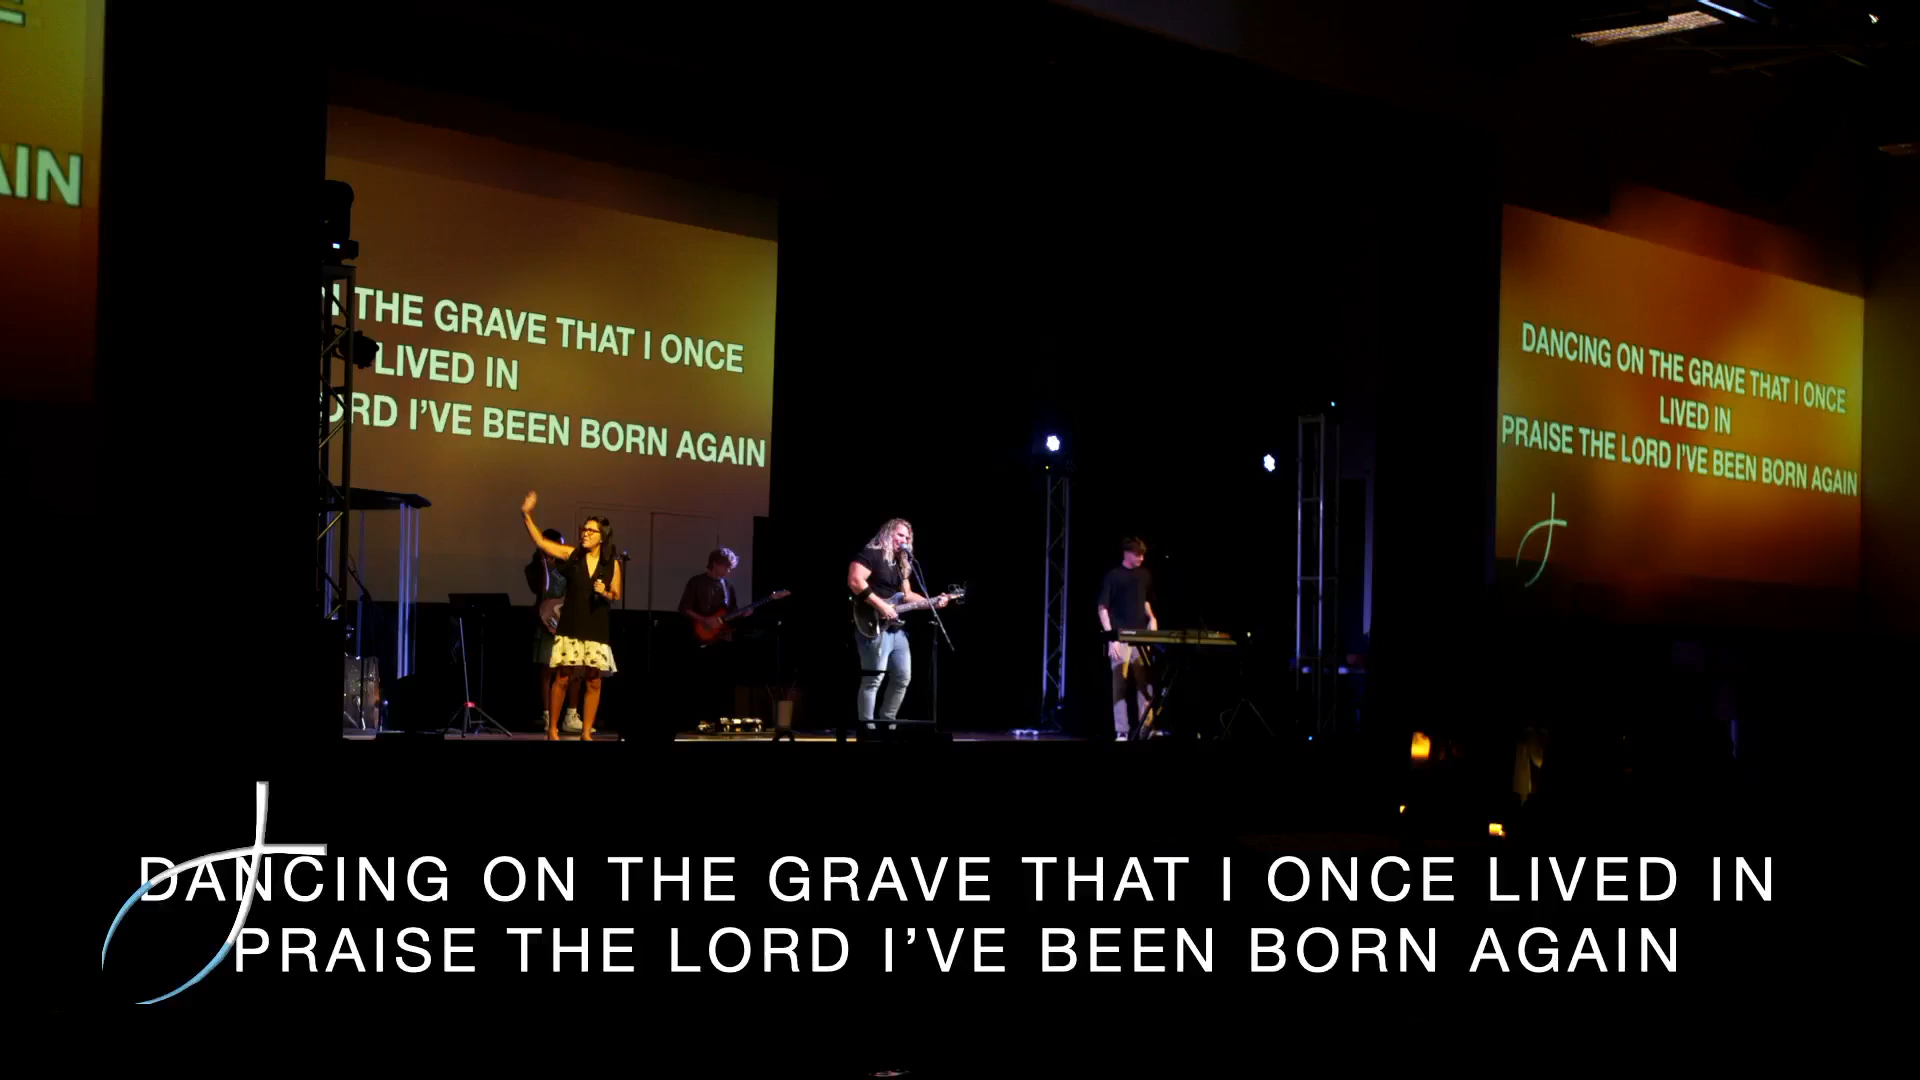 AIN
N THE GRAVE THAT I ONCE
LIVED IN
ORD I'VE BEEN BORN AGAIN
DANCING ON THE GRAVE THAT I ONCE
LIVED IN
PRAISE THE LORD I'VE BEEN BORN AGAIN
DANCING ON THE GRAVE THAT I ONCE LIVED IN
PRAISE THE LORD I'VE BEEN BORN AGAIN